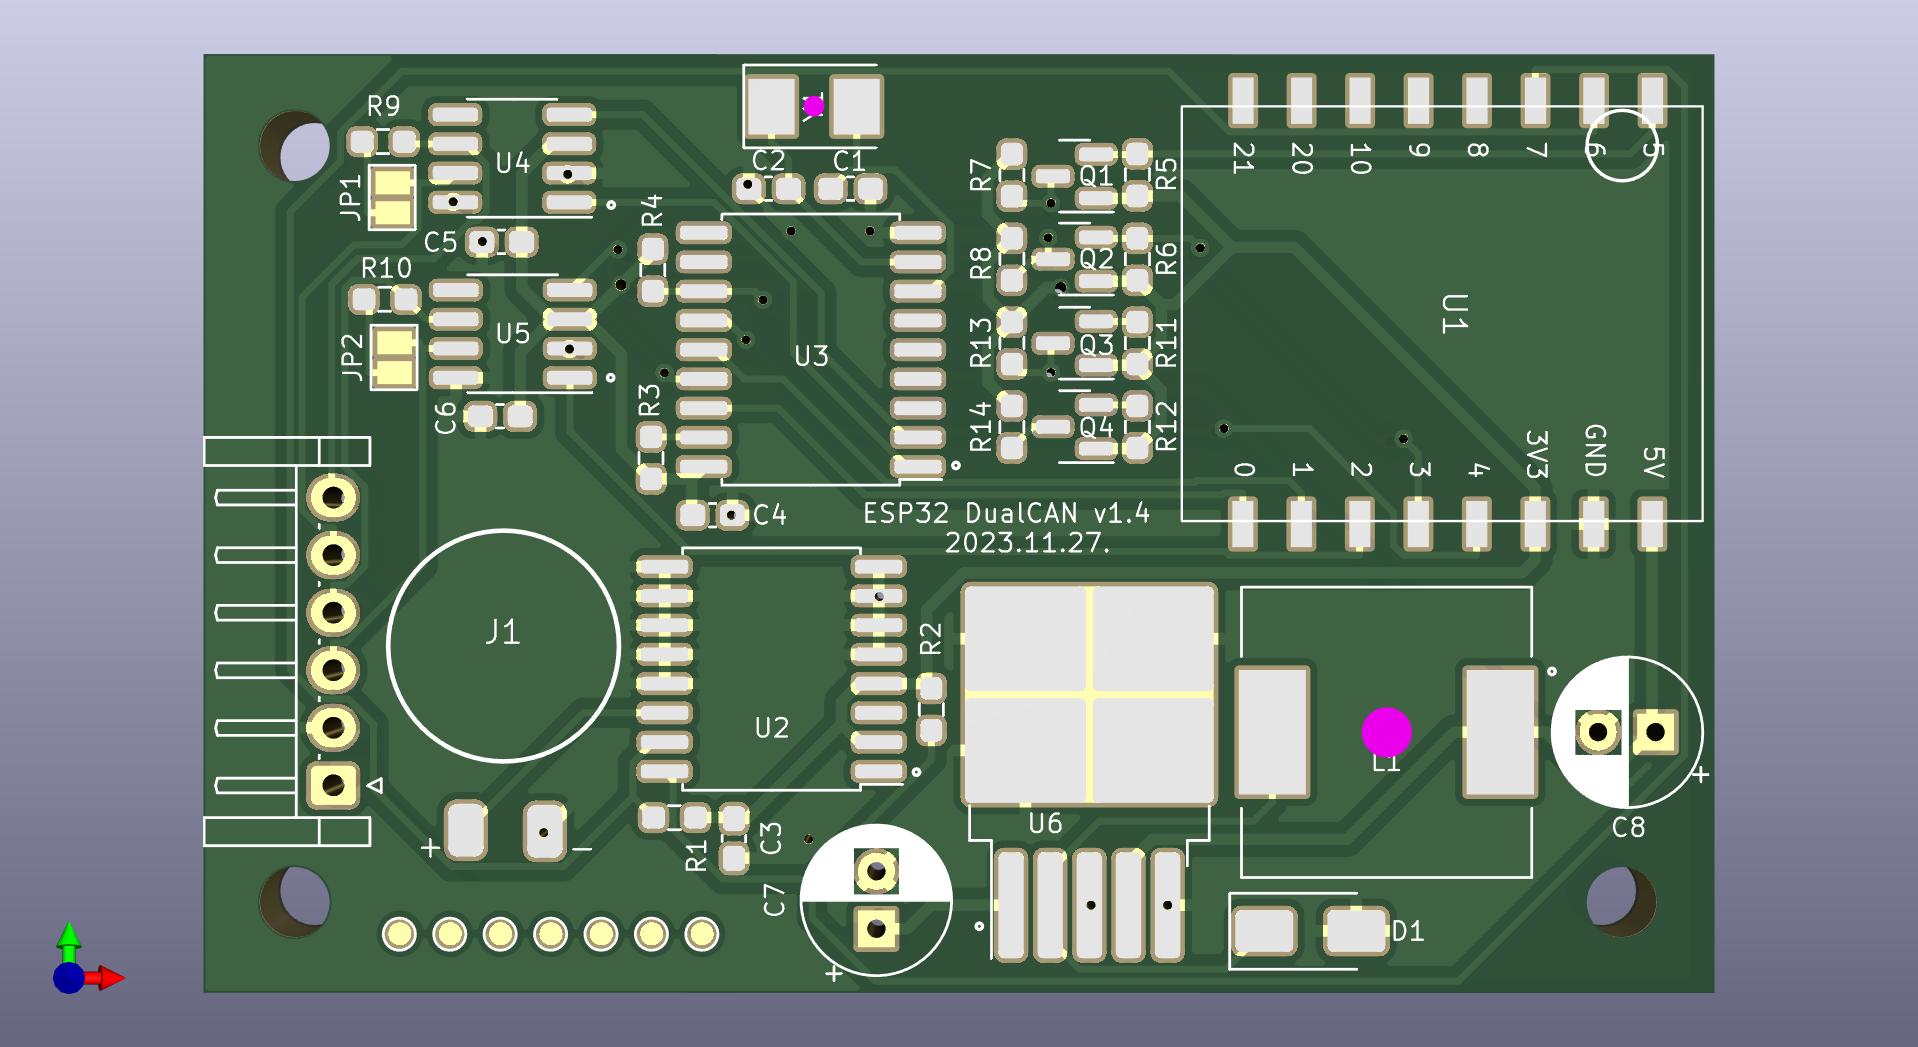 R9
U4
JP1
C5
R10
U5
JP2
C6
R4
R3
C2
C1
U3
C4
R7
Q1
R5
R8
Q2
R6
R13
Q3
R11
R14
Q4
R12
21
20
10
9
8
7
6
5
U1
0
1
2
3
4
3V3
GND
5V
ESP32 DualCAN v1.4
2023.11.27.
J1
U2
R2
L1
C8
+
+
−
R1
C3
C7
+
U6
D1